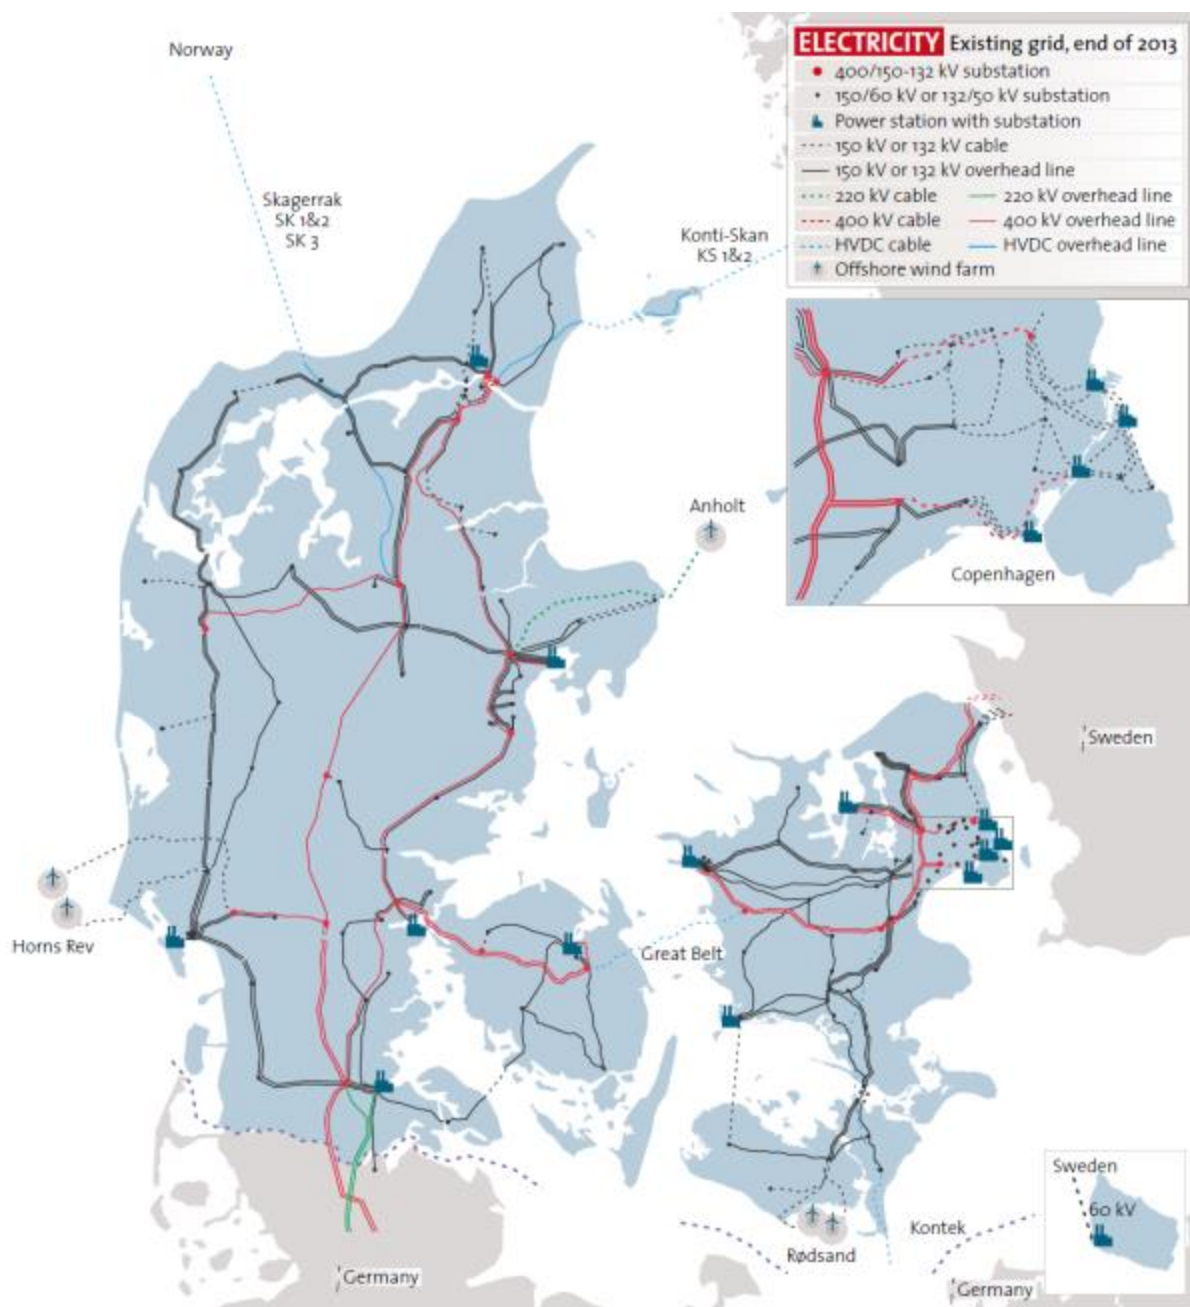 Norway
ELECTRICITY Existing grid, end of 2013
400/150-132 kV substation
150/60 kV or 132/50 kV substation
Power station with substation
150 kV or 132 kV cable
150 kV or 132 kV overhead line
220 kV cable 220 kV overhead line
400 kV cable 400 kV overhead line
HVDC cable HVDC overhead line
Offshore wind farm
Skagerrak
SK 1&2
SK 3
Konti-Skan
KS 1&2
Anholt
Copenhagen
Sweden
Horns Rev
Great Belt
Sweden
60 kV
Kontek
Rødsand
Germany
Germany